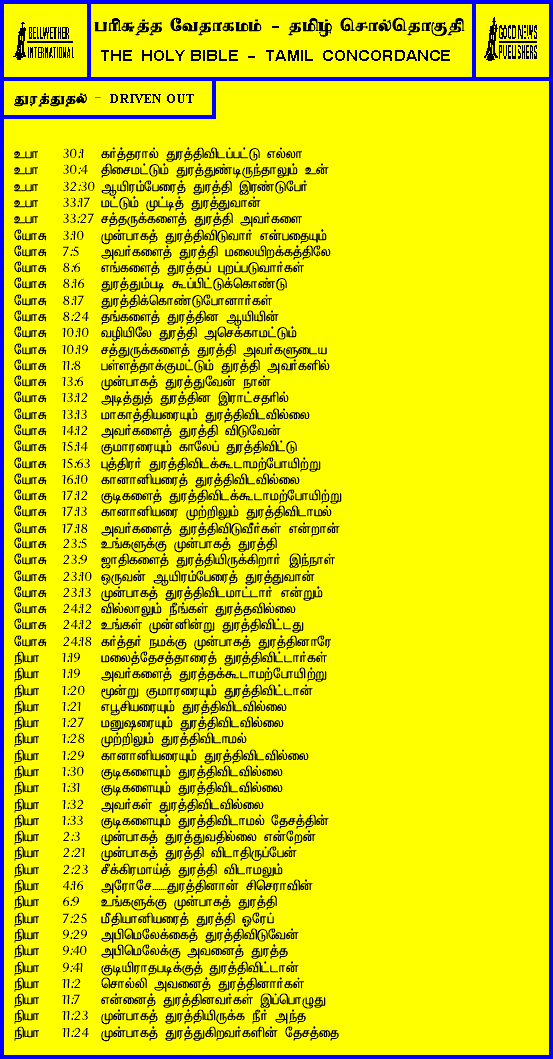 BELLWETHER
INTERNATIONAL
பரிசுத்த வேதாகமம் - தமிழ் சொல்தொகுதி
THE HOLY BIBLE - TAMIL CONCORDANCE
GOOD NEWS
PUBLISHERS
துரத்துதல் - DRIVEN OUT
உபா 30:1 கர்த்தரால் துரத்திவிடப்பட்டு எல்லா
உபா 30:4 திசைமட்டும் துரத்துண்டிருந்தாலும் உன்
உபா 32:30 ஆயிரம்பேரைத் துரத்தி இரண்டுபேர்
உபா 33:17 மட்டும் முட்டித் துரத்துவான்
உபா 33:27 சத்தருக்களைத் துரத்தி அவர்களை
யோசு 3:10 முன்பாகத் துரத்திவிடுவார் என்பதையும்
யோசு 7:5 அவர்களைத் துரத்தி மலையிறக்கத்திலே
யோசு 8:6 எங்களைத் துரத்தப் புறப்படுவார்கள்
யோசு 8:16 துரத்தும்படி கூப்பிட்டுக்கொண்டு
யோசு 8:17 துரத்திக்கொண்டுபோனார்கள்
யோசு 8:24 தங்களைத் துரத்தின ஆயியின்
யோசு 10:10 வழியிலே துரத்தி அசெக்காமட்டும்
யோசு 10:19 சத்துருக்களைத் துரத்தி அவர்களுடைய
யோசு 11:8 பள்ளத்தாக்குமட்டும் துரத்தி அவர்களில்
யோசு 13:6 முன்பாகத் துரத்துவேன் நான்
யோசு 13:12 அடித்துத் துரத்தின இராட்சதரில்
யோசு 13:13 மாகாத்தியரையும் துரத்திவிடவில்லை
யோசு 14:12 அவர்களைத் துரத்தி விடுவேன்
யோசு 15:14 குமாரரையும் காலேப் துரத்திவிட்டு
யோசு 15:63 புத்திரர் துரத்திவிடக்கூடாமற்போயிற்று
யோசு 16:10 கானானியரைத் துரத்திவிடவில்லை
யோசு 17:12 குடிகளைத் துரத்திவிடக்கூடாமற்போயிற்று
யோசு 17:13 கானானியரை முற்றிலும் துரத்திவிடாமல்
யோசு 17:18 அவர்களைத் துரத்திவிடுவீர்கள் என்றான்
யோசு 23:5 உங்களுக்கு முன்பாகத் துரத்தி
யோசு 23:9 ஜாதிகளைத் துரத்தியிருக்கிறார் இந்நாள்
யோசு 23:10 ஒருவன் ஆயிரம்பேரைத் துரத்துவான்
யோசு 23:13 முன்பாகத் துரத்திவிடமாட்டார் என்றும்
யோசு 24:12 வில்லாலும் நீங்கள் துரத்தவில்லை
யோசு 24:12 உங்கள் முன்னின்று துரத்திவிட்டது
யோசு 24:18 கர்த்தர் நமக்கு முன்பாகத் துரத்தினாரே
நியா 1:19 மலைத்தேசத்தாரைத் துரத்திவிட்டார்கள்
நியா 1:19 அவர்களைத் துரத்தக்கூடாமற்போயிற்று
நியா 1:20 மூன்று குமாரரையும் துரத்திவிட்டான்
நியா 1:21 எபூசியரையும் துரத்திவிடவில்லை
நியா 1:27 மனுஷரையும் துரத்திவிடவில்லை
நியா 1:28 முற்றிலும் துரத்திவிடாமல்
நியா 1:29 கானானியரையும் துரத்திவிடவில்லை
நியா 1:30 குடிகளையும் துரத்திவிடவில்லை
நியா 1:31 குடிகளையும் துரத்திவிடவில்லை
நியா 1:32 அவர்கள் துரத்திவிடவில்லை
நியா 1:33 குடிகளையும் துரத்திவிடாமல் தேசத்தின்
நியா 2:3 முன்பாகத் துரத்துவதில்லை என்றேன்
நியா 2:21 முன்பாகத் துரத்தி விடாதிருப்பேன்
நியா 2:23 சீக்கிரமாய்த் துரத்தி விடாமலும்
நியா 4:16 அரோசே.......துரத்தினான் சிசெராவின்
நியா 6:9 உங்களுக்கு முன்பாகத் துரத்தி
நியா 7:25 மீதியானியரைத் துரத்தி ஓரேப்
நியா 9:29 அபிமெலேக்கைத் துரத்திவிடுவேன்
நியா 9:40 அபிமெலேக்கு அவனைத் துரத்த
நியா 9:41 குடியிராதபடிக்குத் துரத்திவிட்டான்
நியா 11:2 சொல்லி அவனைத் துரத்தினார்கள்
நியா 11:7 என்னைத் துரத்தினவர்கள் இப்பொழுது
நியா 11:23 முன்பாகத் துரத்தியிருக்க நீர் அந்த
நியா 11:24 முன்பாகத் துரத்துகிறவர்களின் தேசத்தை